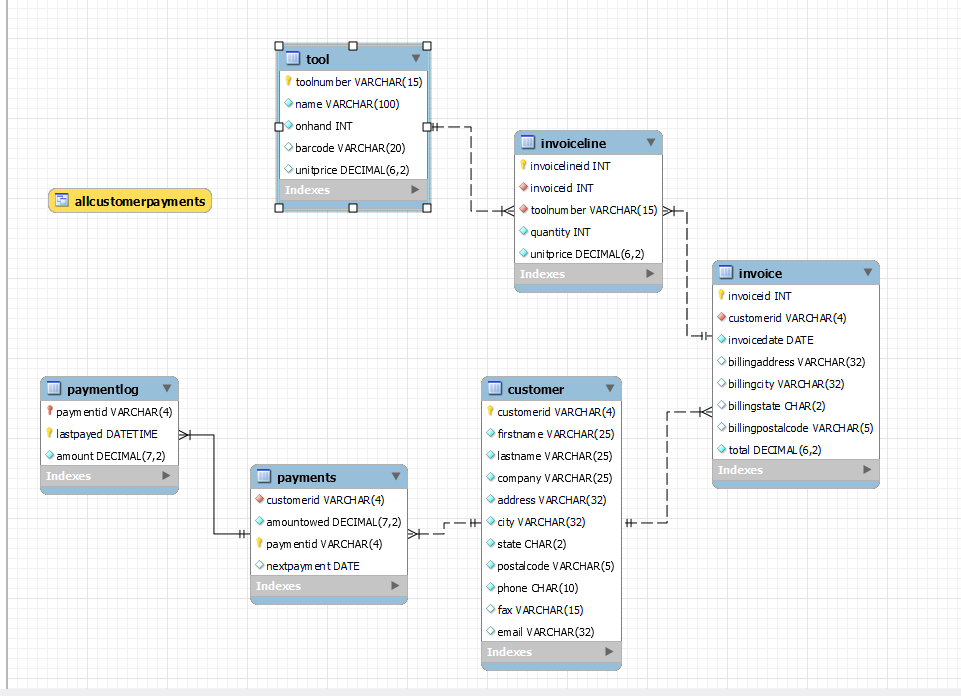 tool
toolnumber VARCHAR(15)
name VARCHAR(100)
onhand INT
barcode VARCHAR(20)
unitprice DECIMAL(6,2)
Indexes
allcustomerpayments
invoiceline
invoicelineid INT
invoiceid INT
toolnumber VARCHAR(15)
quantity INT
unitprice DECIMAL(6,2)
Indexes
invoice
invoiceid INT
customerid VARCHAR(4)
invoicedate DATE
billingaddress VARCHAR(32)
billingcity VARCHAR(32)
billingstate CHAR(2)
billingpostalcode VARCHAR(5)
total DECIMAL(6,2)
Indexes
paymentlog
paymentid VARCHAR(4)
lastpayed DATETIME
amount DECIMAL(7,2)
Indexes
payments
customerid VARCHAR(4)
amountowed DECIMAL(7,2)
paymentid VARCHAR(4)
nextpayment DATE
Indexes
customer
customerid VARCHAR(4)
firstname VARCHAR(25)
lastname VARCHAR(25)
company VARCHAR(25)
address VARCHAR(32)
city VARCHAR(32)
state CHAR(2)
postalcode VARCHAR(5)
phone CHAR(10)
fax VARCHAR(15)
email VARCHAR(32)
Indexes